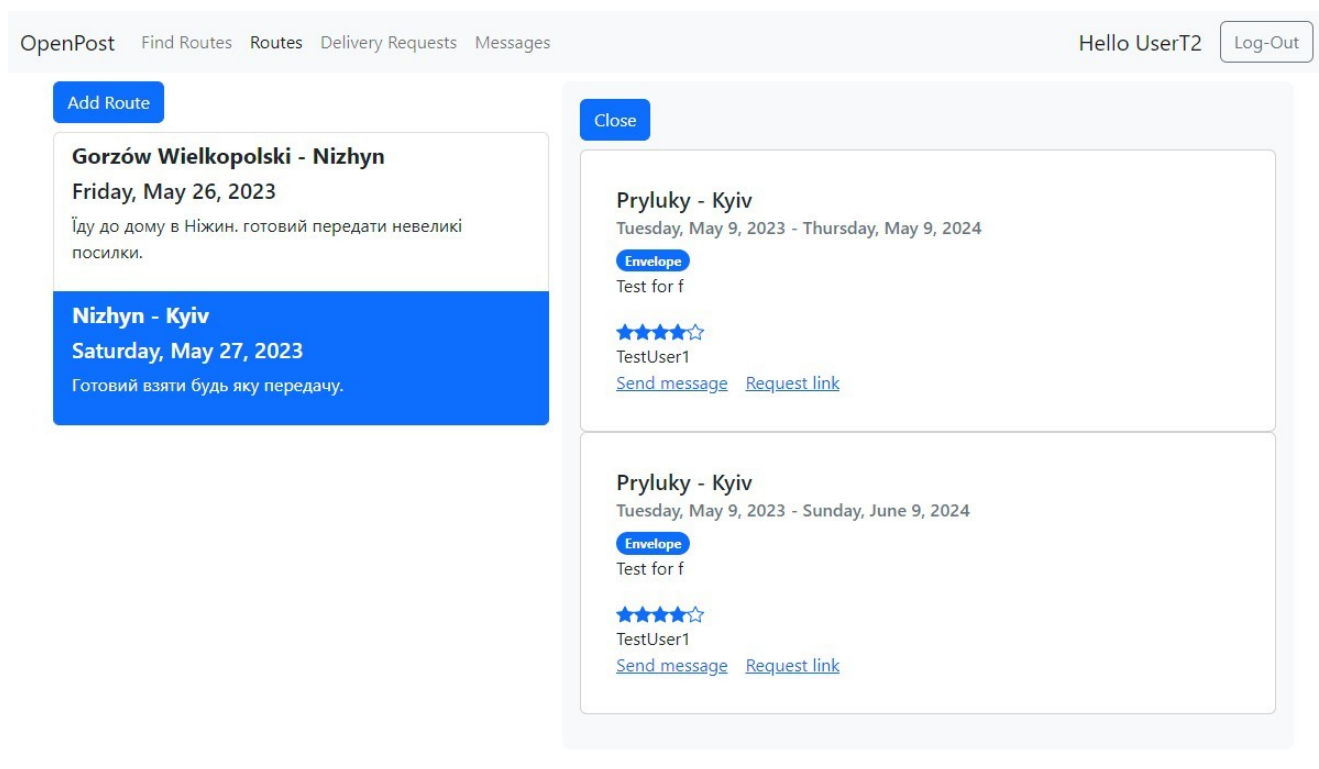 OpenPost Find Routes Routes Delivery Requests Messages Hello UserT2 Log-Out
Add Route
Gorzów Wielkopolski - Nizhyn
Friday, May 26, 2023
Їду до дому в Ніжин. готовий передати невеликі
посилки.
Nizhyn - Kyiv
Saturday, May 27, 2023
Готовий взяти будь яку передачу.
Close
Pryluky - Kyiv
Tuesday, May 9, 2023 - Thursday, May 9, 2024
Envelope
Test for f
TestUser1
Send message Request link
Pryluky - Kyiv
Tuesday, May 9, 2023 - Sunday, June 9, 2024
Envelope
Test for f
TestUser1
Send message Request link